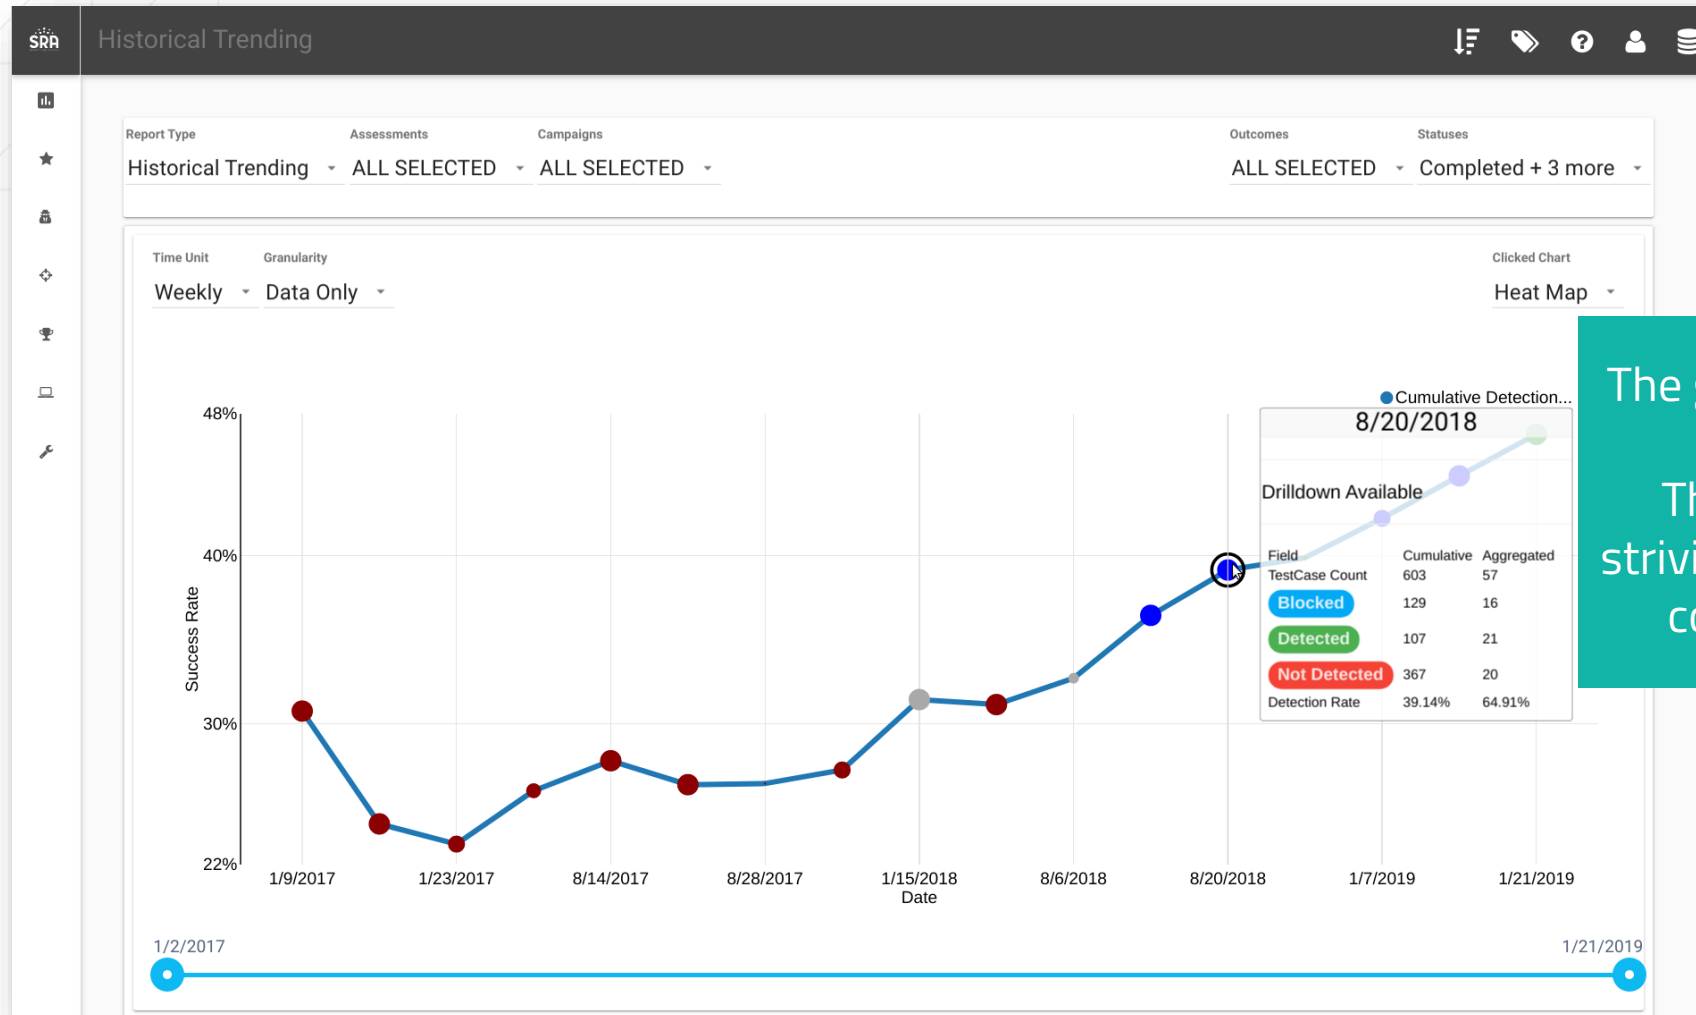 SRA Historical Trending
Report Type Assessments Campaigns Outcomes Statuses
Historical Trending ALL SELECTED ALL SELECTED ALL SELECTED Completed + 3 more
Time Unit Granularity Clicked Chart
Weekly Data Only Heat Map
The
Th
strivi
co
Cumulative Detection...
8/20/2018
Drilldown Available
Field Cumulative Aggregated
TestCase Count 603 57
Blocked 129 16
Detected 107 21
Not Detected 367 20
Detection Rate 39.14% 64.91%
48%
40%
30%
22%
Success Rate
1/9/2017 1/23/2017 8/14/2017 8/28/2017 1/15/2018 8/6/2018 8/20/2018 1/7/2019 1/21/2019
Date
1/2/2017 1/21/2019